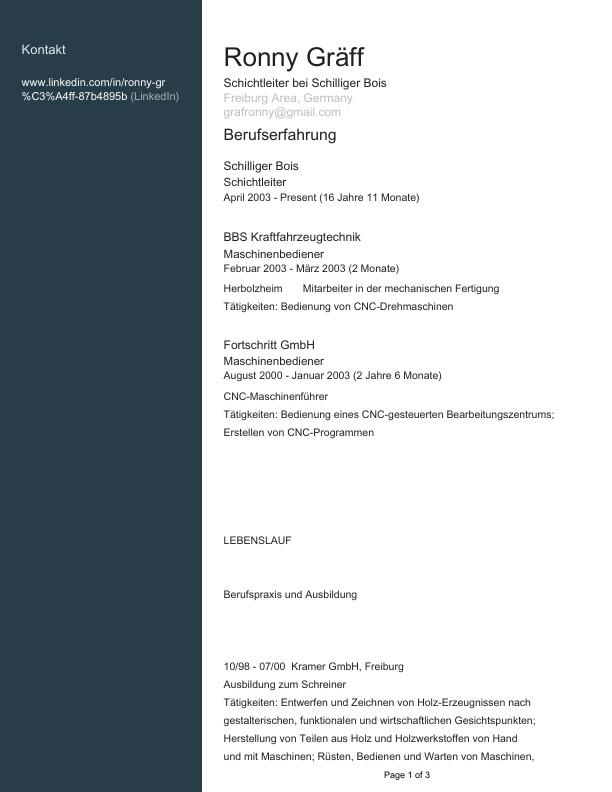 Kontakt
www.linkedin.com/in/ronny-gr
%C3%A4ff-87b4895b (LinkedIn)
Ronny Gräff
Schichtleiter bei Schilliger Bois
Freiburg Area, Germany
grafronny@gmail.com
Berufserfahrung
Schilliger Bois
Schichtleiter
April 2003 - Present (16 Jahre 11 Monate)
BBS Kraftfahrzeugtechnik
Maschinenbediener
Februar 2003 - März 2003 (2 Monate)
Herbolzheim Mitarbeiter in der mechanischen Fertigung
Tätigkeiten: Bedienung von CNC-Drehmaschinen
Fortschritt GmbH
Maschinenbediener
August 2000 - Januar 2003 (2 Jahre 6 Monate)
CNC-Maschinenführer
Tätigkeiten: Bedienung eines CNC-gesteuerten Bearbeitungszentrums;
Erstellen von CNC-Programmen
LEBENSLAUF
Berufspraxis und Ausbildung
10/98 - 07/00 Kramer GmbH, Freiburg
Ausbildung zum Schreiner
Tätigkeiten: Entwerfen und Zeichnen von Holz-Erzeugnissen nach
gestalterischen, funktionalen und wirtschaftlichen Gesichtspunkten;
Herstellung von Teilen aus Holz und Holzwerkstoffen von Hand
und mit Maschinen; Rüsten, Bedienen und Warten von Maschinen,
Page 1 of 3